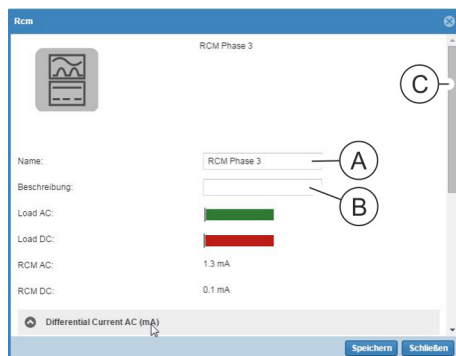 Rcm
RCM Phase 3
C
Name:
RCM Phase 3
A
Beschreibung:
B
Load AC:
Load DC:
RCM AC:
1.3 mA
RCM DC:
0.1 mA
Differential Current AC (mA)
Speichern
Schließen